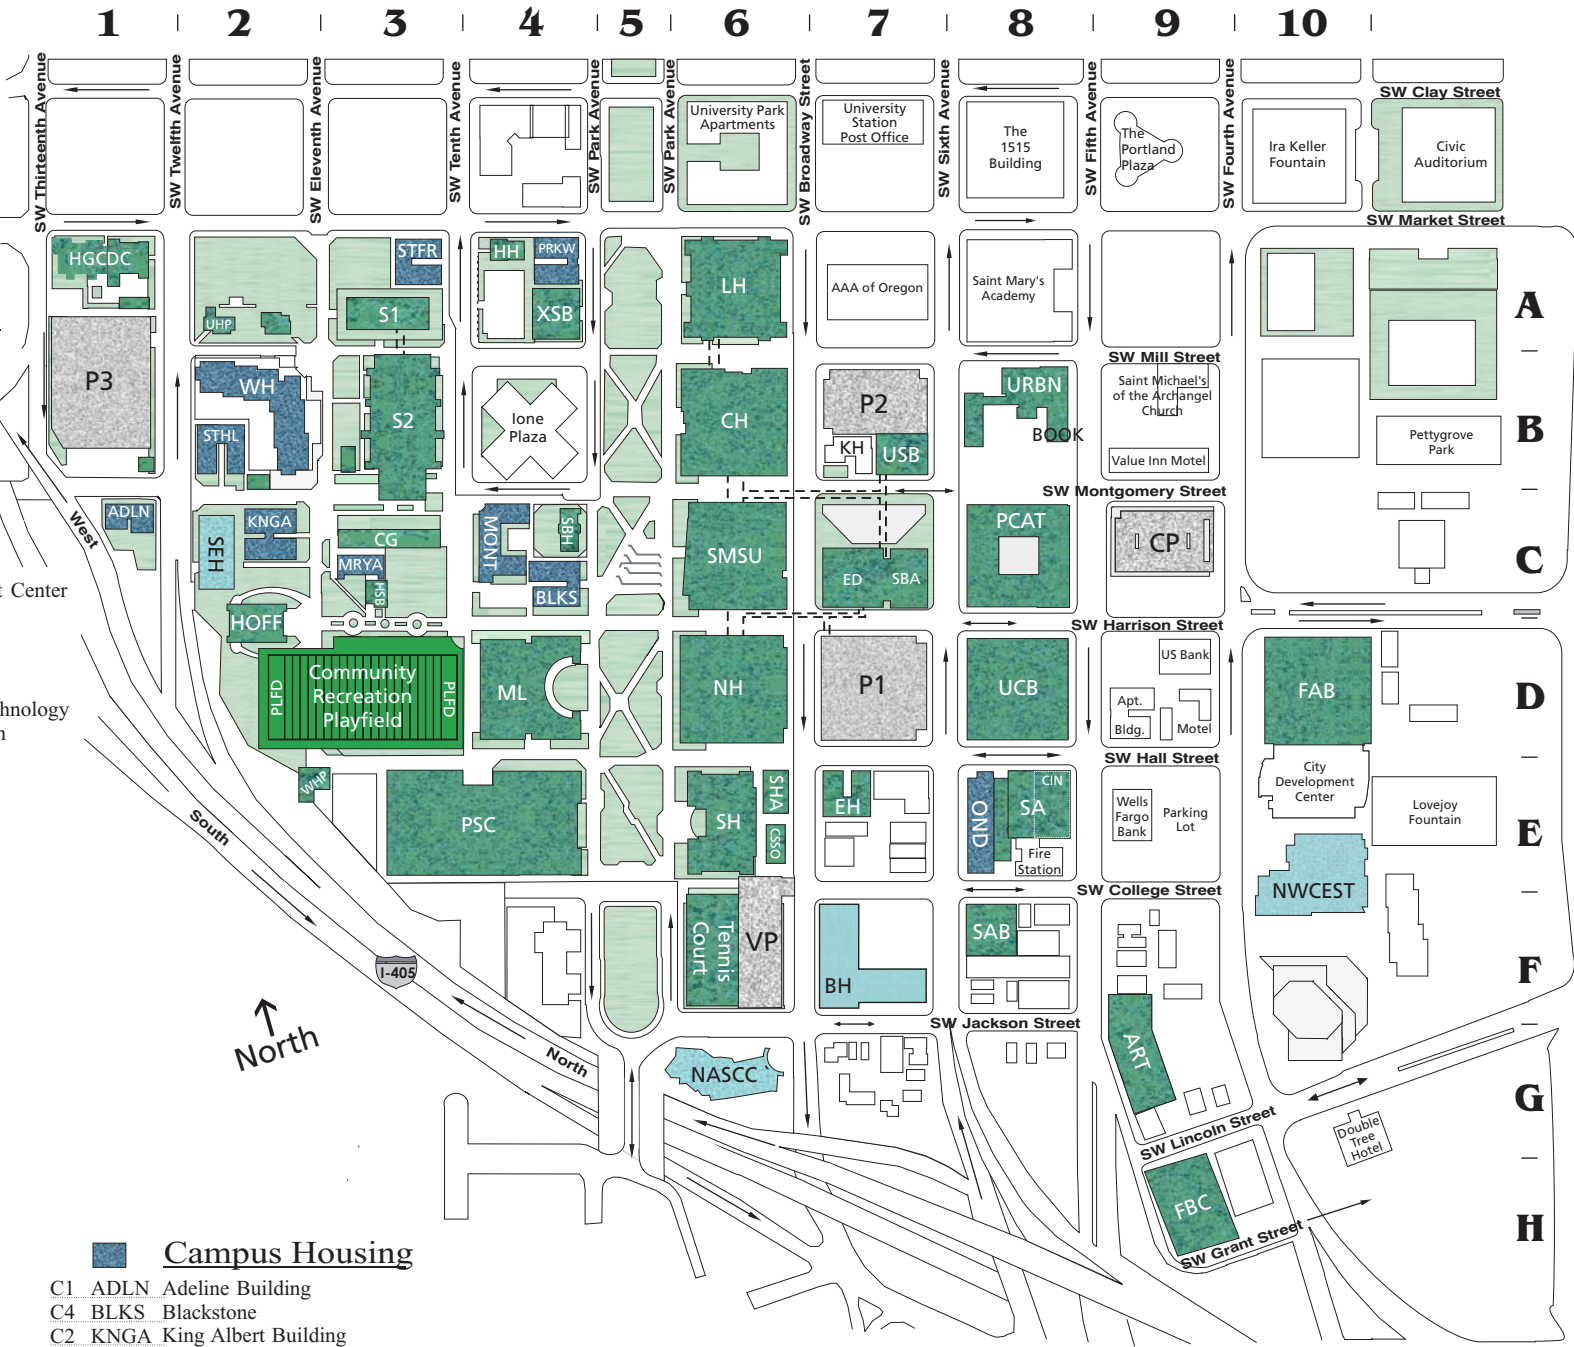 1 2 3 4 5 6 7 8 9 10
SW Thirteenth Avenue
SW Twelfth Avenue
SW Eleventh Avenue
SW Tenth Avenue
SW Park Avenue
SW Park Avenue
SW Broadway Street
SW Sixth Avenue
SW Fifth Avenue
SW Fourth Avenue
SW Clay Street
University Park
Apartments
University
Station
Post Office
The
1515
Building
The
Portland
Plaza
Ira Keller
Fountain
Civic
Auditorium
SW Market Street
HGCDC
STFR
HH
PRKW
LH
AAA of Oregon
Saint Mary's
Academy
A
UHP
S1
XSB
SW Mill Street
P3
WH
S2
Ione
Plaza
CH
P2
URBN
Saint Michael's
of the Archangel
Church
B
STHL
KH
USB
BOOK
Value Inn Motel
Pettygrove
Park
SW Montgomery Street
ADLN
West
SEH
KNGA
CG
MONT
SBH
SMSU
PCAT
CP
C
MRYA
HSB
BLKS
ED
SBA
t Center
HOFF
SW Harrison Street
PLFD
Community
Recreation
Playfield
PLFD
ML
NH
P1
UCB
US Bank
Apt.
Bldg.
Motel
FAB
D
hnology
n
SW Hall Street
WHP
South
PSC
SH
SHA
CSSO
EH
OND
SA
CIN
Fire
Station
Wells
Fargo
Bank
Parking
Lot
City
Development
Center
Lovejoy
Fountain
E
SW College Street
NWCEST
Tennis
Court
VP
BH
SAB
F
I-405
SW Jackson Street
North
North
NASCC
ART
G
SW Lincoln Street
Double
Tree
Hotel
FBC
H
SW Grant Street
Campus Housing
C1 ADLN Adeline Building
C4 BLKS Blackstone
C2 KNGA King Albert Building